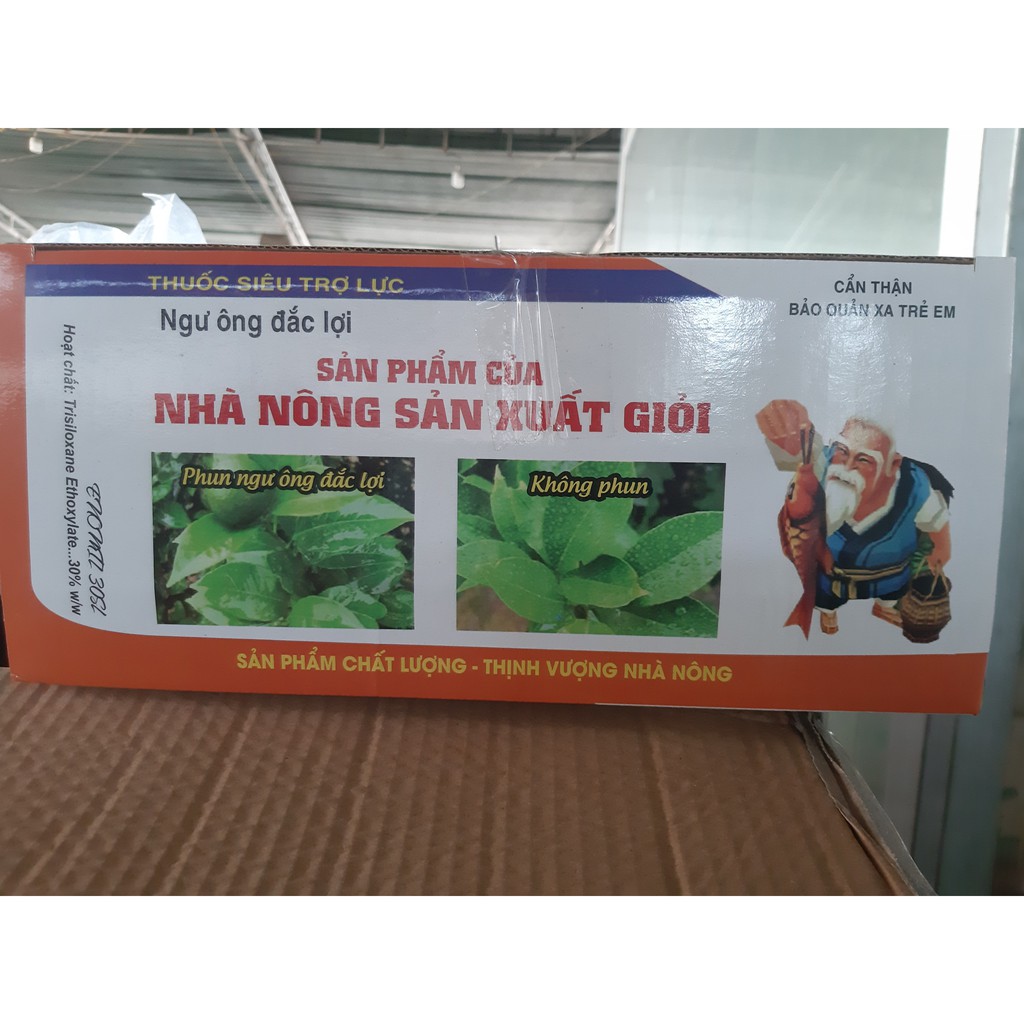 THUỐC SIÊU TRỢ LỰC
Ngư ông đắc lợi
CẨN THẬN
BẢO QUẢN XA TRẺ EM
SẢN PHẨM CỦA
NHÀ NÔNG SẢN XUẤT GIỎI
Hoạt chất: Trisiloxane Ethoxylate...30% w/w
Phun ngư ông đắc lợi
Không phun
SẢN PHẨM CHẤT LƯỢNG - THỊNH VƯỢNG NHÀ NÔNG